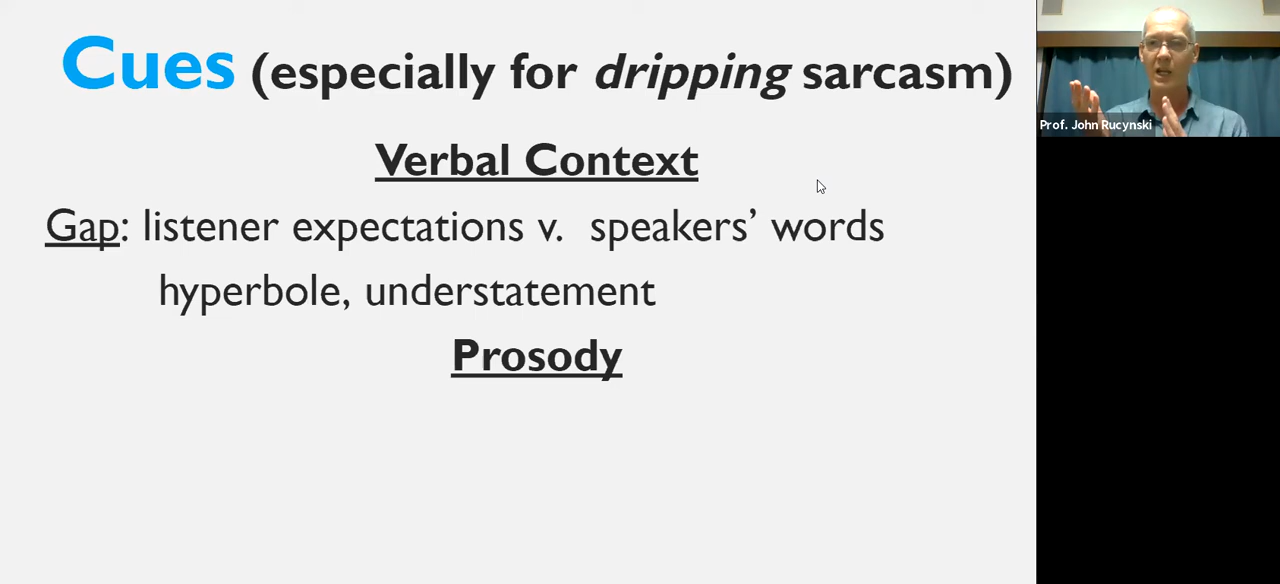 Cues (especially for dripping sarcasm)
Verbal Context
Gap: listener expectations v. speakers’ words
hyperbole, understatement
Prosody
Prof. John Rucynski